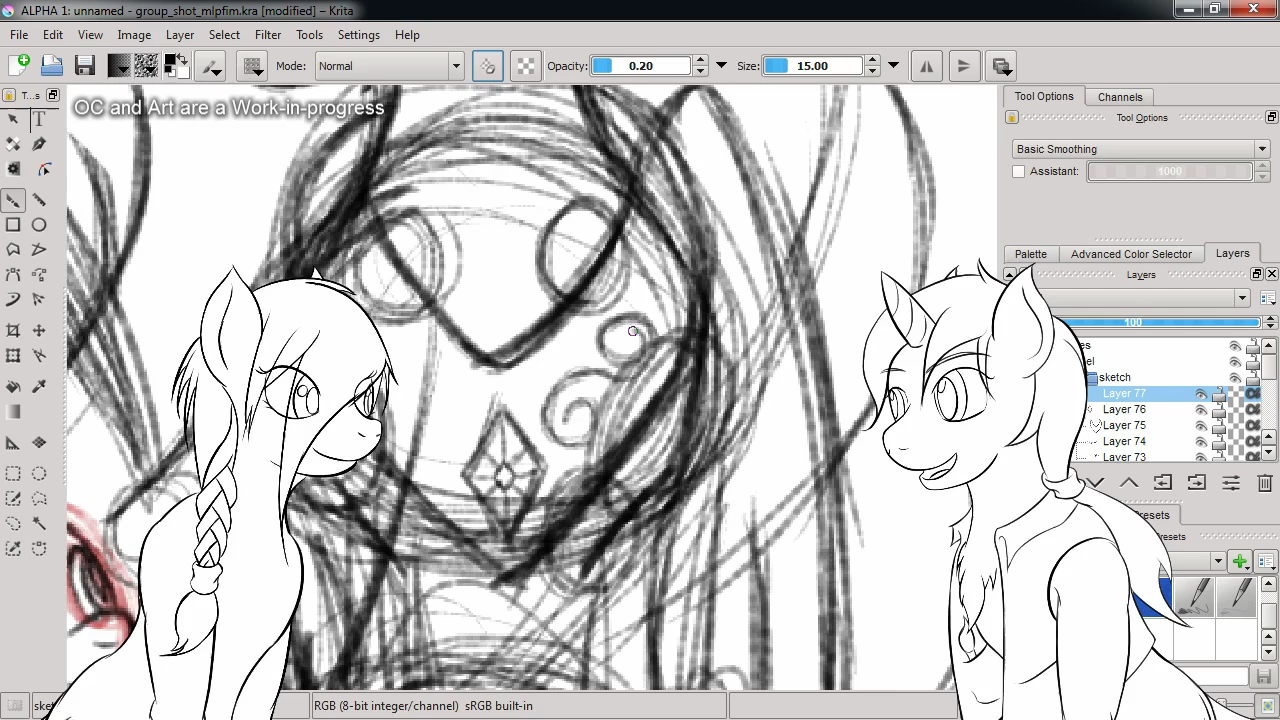 ALPHA 1: unnamed - group_shot_mlpfim.kra [modified] – Krita
File Edit View Image Layer Select Filter Tools Settings Help
Mode: Normal Opacity: 0.20 Size: 15.00
T...s
OC and Art are a Work-in-progress
Tool Options Channels
Tool Options
Basic Smoothing
Assistant: 1000
Palette Advanced Color Selector Layers
Layers
100
sketch
Layer 77
Layer 76
Layer 75
Layer 74
Layer 73
RGB (8-bit integer/channel) sRGB built-in